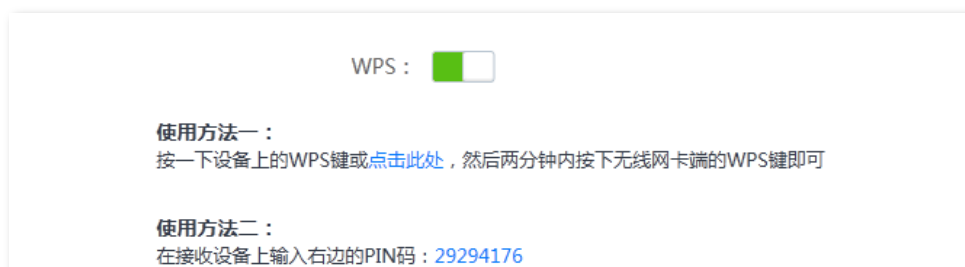 WPS：
使用方法一：
按一下设备上的WPS键或点击此处，然后两分钟内按下无线网卡端的WPS键即可
使用方法二：
在接收设备上输入右边的PIN码：29294176